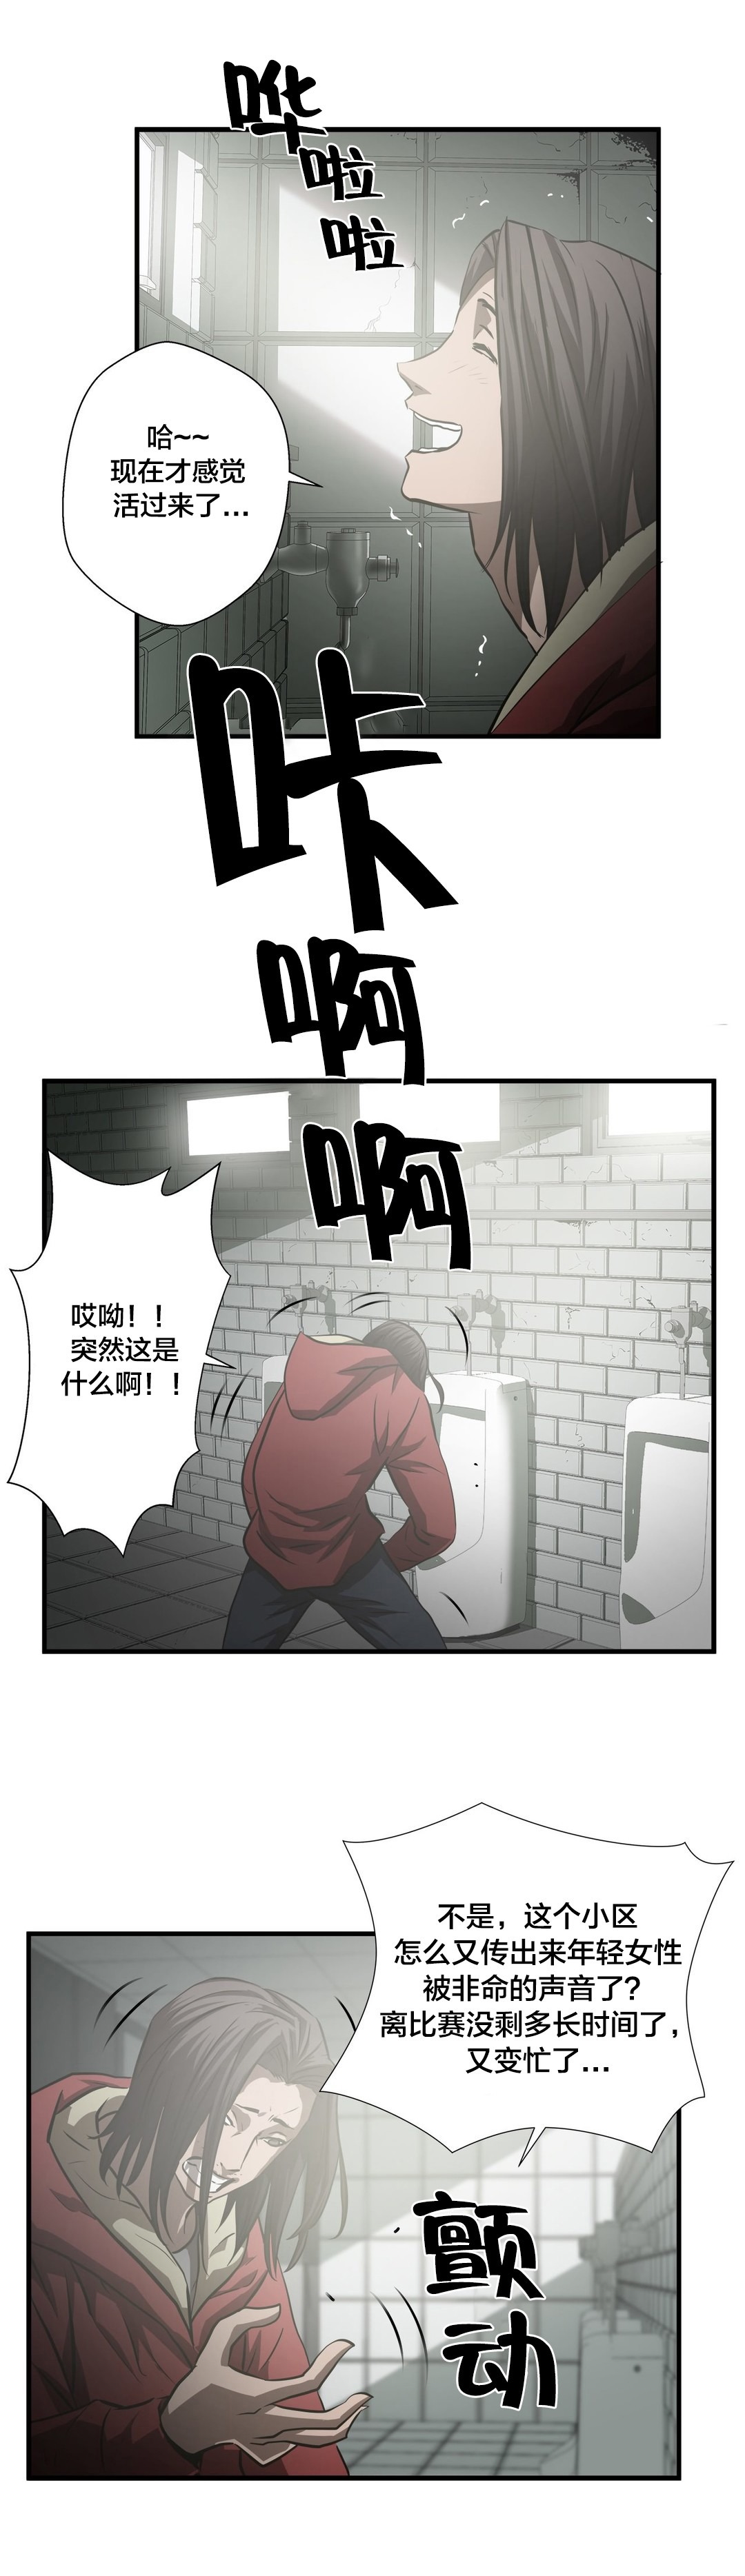 哗
啦
啦
哈~~
现在才感觉
活过来了...
咔
啊
啊
哎呦！！
突然这是
什么啊！！
不是，这个小区
怎么又传出来年轻女性
被非命的声音了？
离比赛没剩多长时间了，
又变忙了...
颤
动